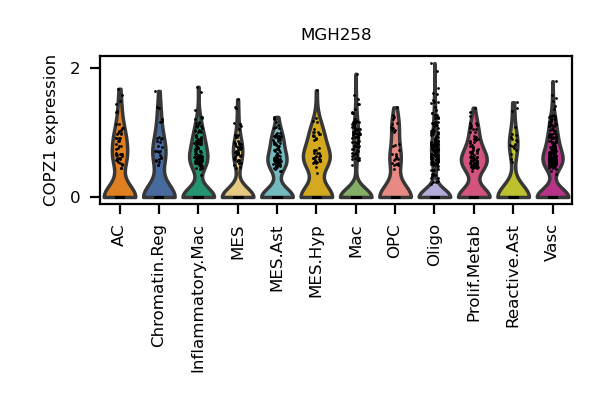 MGH258
COPZ1 expression
2
0
AC
Chromatin.Reg
Inflammatory.Mac
MES
MES.Ast
MES.Hyp
Mac
OPC
Oligo
Prolif.Metab
Reactive.Ast
Vasc